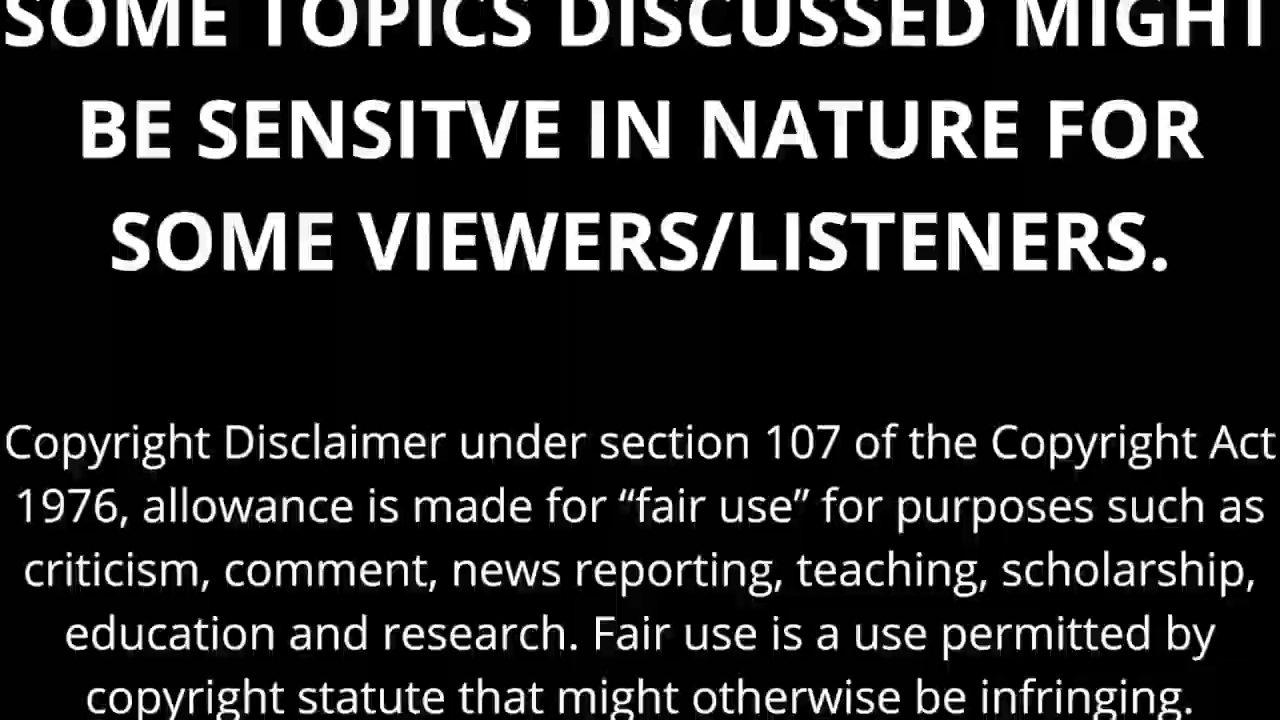 SOME TOPICS DISCUSSED MIGHT
BE SENSITVE IN NATURE FOR
SOME VIEWERS/LISTENERS.
Copyright Disclaimer under section 107 of the Copyright Act
1976, allowance is made for “fair use” for purposes such as
criticism, comment, news reporting, teaching, scholarship,
education and research. Fair use is a use permitted by
copyright statute that might otherwise be infringing.